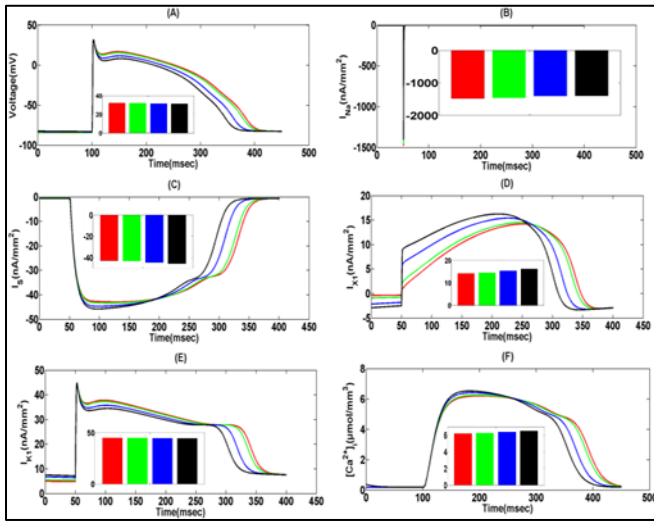 (A)
Voltage(mV)
50
0
-50
-100
40
20
0
0 100 200 300 400 500
Time(msec)
(B)
I_Na(nA/mm²)
0
-500
-1000
-1500
0
-1000
-2000
0 100 200 300 400 500
Time(msec)
(C)
I_S(nA/mm²)
0
-10
-20
-30
-40
-50
0
-20
-40
0 50 100 150 200 250 300 350 400 450
Time(msec)
(D)
I_X1(nA/mm²)
20
15
10
5
0
-5
20
10
0
0 50 100 150 200 250 300 350 400 450
Time(msec)
(E)
I_K1(nA/mm²)
50
40
30
20
10
0
50
0
0 50 100 150 200 250 300 350 400 450
Time(msec)
(F)
[Ca²⁺]_i(μmol/mm³)
8
6
4
2
0
6
4
2
0
0 100 200 300 400 500
Time(msec)